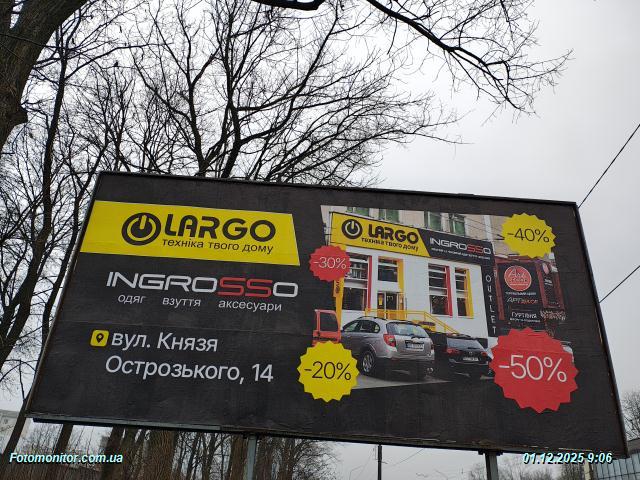 LARGO
техніка твого дому
INGROSSO
одяг взуття аксесуари
вул. Князя
Острозького, 14
LARGO
техніка твого дому
INGROSSO
OUTLET
-30%
-40%
-20%
-50%
ГУРТІВНЯ
Fotomonitor.com.ua
01.12.2025 9:06